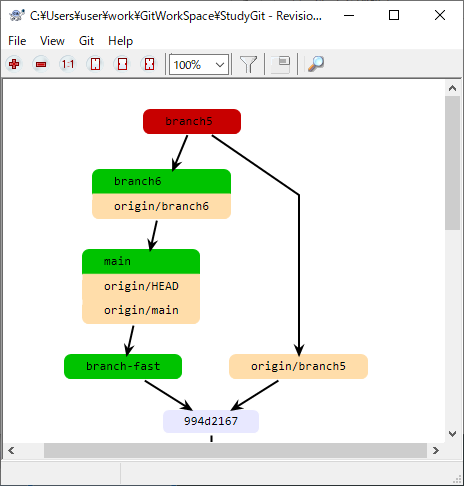 C:¥Users¥user¥work¥GitWorkSpace¥StudyGit - Revisio...
File View Git Help
1:1 100%
branch5
branch6
origin/branch6
main
origin/HEAD
origin/main
branch-fast origin/branch5
994d2167